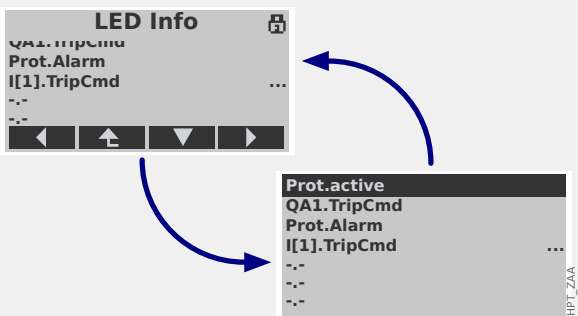 LED Info
QA1.TripCmd
Prot.Alarm
I[1].TripCmd ...
-.-
-.-
Prot.active
QA1.TripCmd
Prot.Alarm
I[1].TripCmd ...
-.-
-.-
-.-
HPT_ZAA